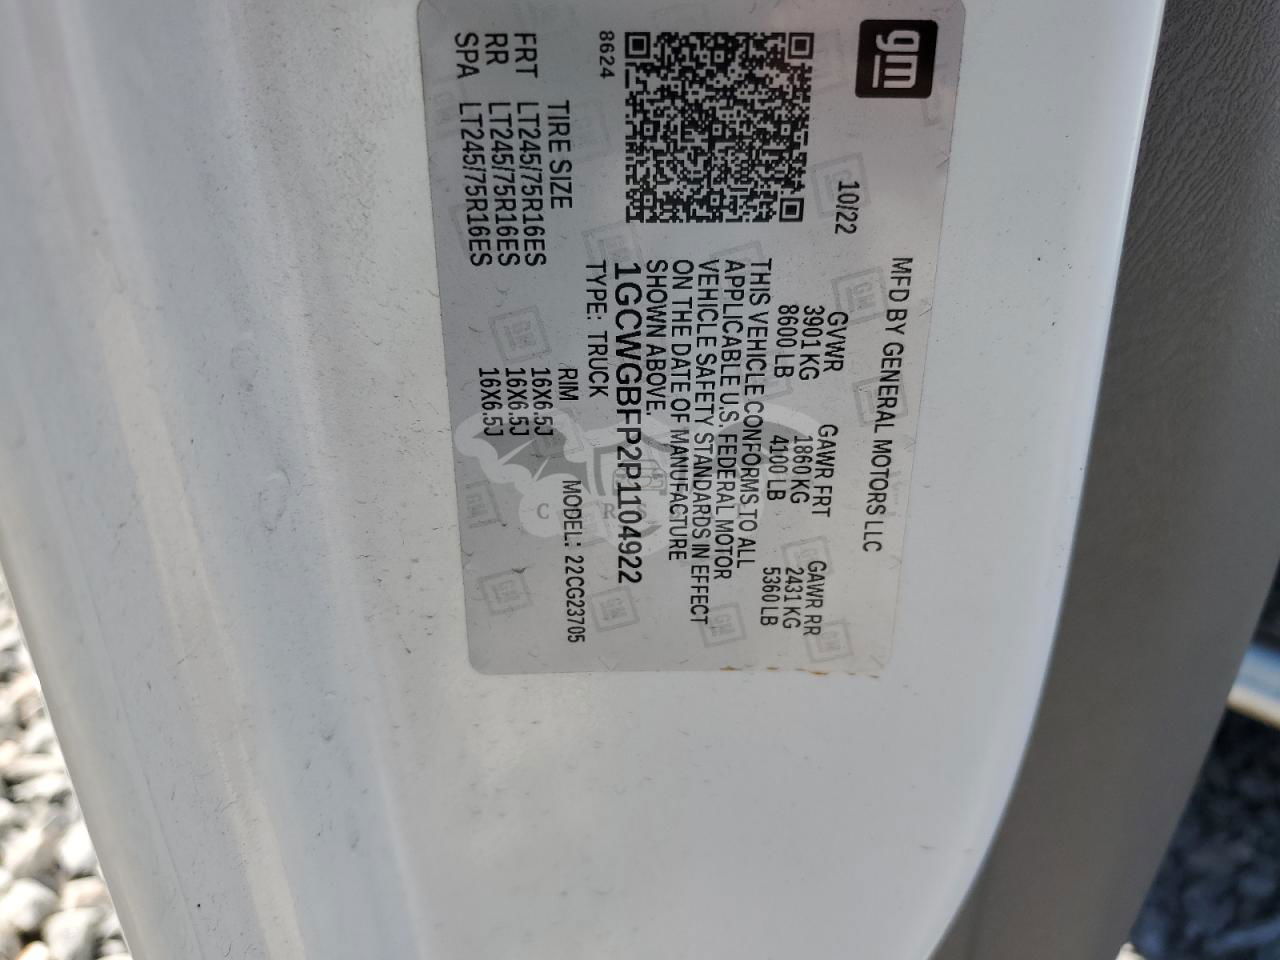 gm
MFD BY GENERAL MOTORS LLC
10/22
GVWR GAWR FRT GAWR RR
3901 KG 1860 KG 2431 KG
8600 LB 4100 LB 5360 LB
THIS VEHICLE CONFORMS TO ALL
APPLICABLE U.S. FEDERAL MOTOR
VEHICLE SAFETY STANDARDS IN EFFECT
ON THE DATE OF MANUFACTURE
SHOWN ABOVE.
1GCWGBFP2P1104922
8624
TYPE: TRUCK MODEL: 22CG23705
TIRE SIZE RIM
FRT LT245/75R16ES 16X6.5J
RR LT245/75R16ES 16X6.5J
SPA LT245/75R16ES 16X6.5J